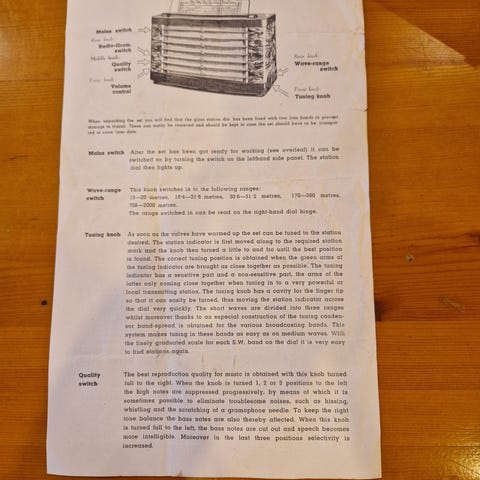 Mains switch
Rear knob:
Radio-Gram.
switch
Middle knob:
Quality
switch
Front knob:
Volume
control
Rear knob:
Wave-range
switch
Front knob:
Tuning knob
When unpacking the set you will find that the glass station dial has been fixed with two iron bands to prevent
damage in transit. These can easily be removed and should be kept in case the set should have to be transpor-
ted at some later date.
Mains switch After the set has been got ready for working (see overleaf) it can be
switched on by turning the switch on the lefthand side panel. The station
dial then lights up.
Wave-range This knob switches in to the following ranges:
switch 13—20 metres, 19·4—31·6 metres, 30·6—51·0 metres, 170—560 metres,
708—2000 metres.
The range switched in can be read on the right-hand dial hinge.
Tuning knob As soon as the valves have warmed up the set can be tuned to the station
desired. The station indicator is first moved along to the required station
mark and the knob then turned a little to and fro until the best position
is found. The correct tuning position is obtained when the green arms of
the tuning indicator are brought as close together as possible. The tuning
indicator has a sensitive part and a non-sensitive part, the arms of the
latter only coming close together when tuning in to a very powerful or
local transmitting station. The tuning knob has a cavity for the finger tip
so that it can easily be turned, thus moving the station indicator across
the dial very quickly. The short waves are divided into three ranges
whilst moreover thanks to an especial construction of the tuning conden-
sor band-spread is obtained for the various broadcasting bands. This
system makes tuning in these bands as easy as on medium waves. With
the finely graduated scale for each S.W. band on the dial it is very easy
to find stations again.
Quality The best reproduction quality for music is obtained with this knob turned
switch full to the right. When the knob is turned 1, 2 or 3 positions to the left
the high notes are suppressed progressively, by means of which it is
sometimes possible to eliminate troublesome noises, such as hissing,
whistling and the scratching of a gramophone needle. To keep the right
tone balance the bass notes are also thereby affected. When this knob
is turned full to the left, the bass notes are cut out and speech becomes
more intelligible. Moreover in the last three positions selectivity is
increased.